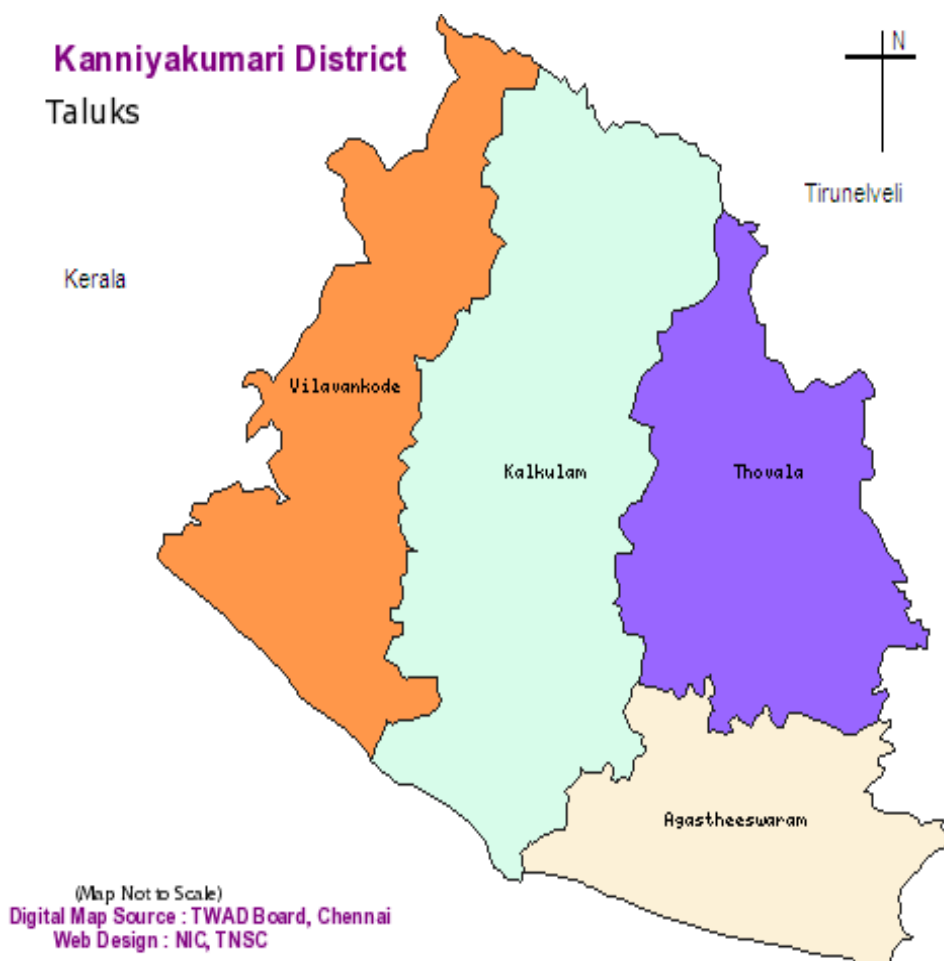 Kanniyakumari District
Taluks
N
Tirunelveli
Kerala
Vilavankode
Kalkulam
Thovala
Agastheeswaram
(Map Not to Scale)
Digital Map Source : TWAD Board, Chennai
Web Design : NIC, TNSC